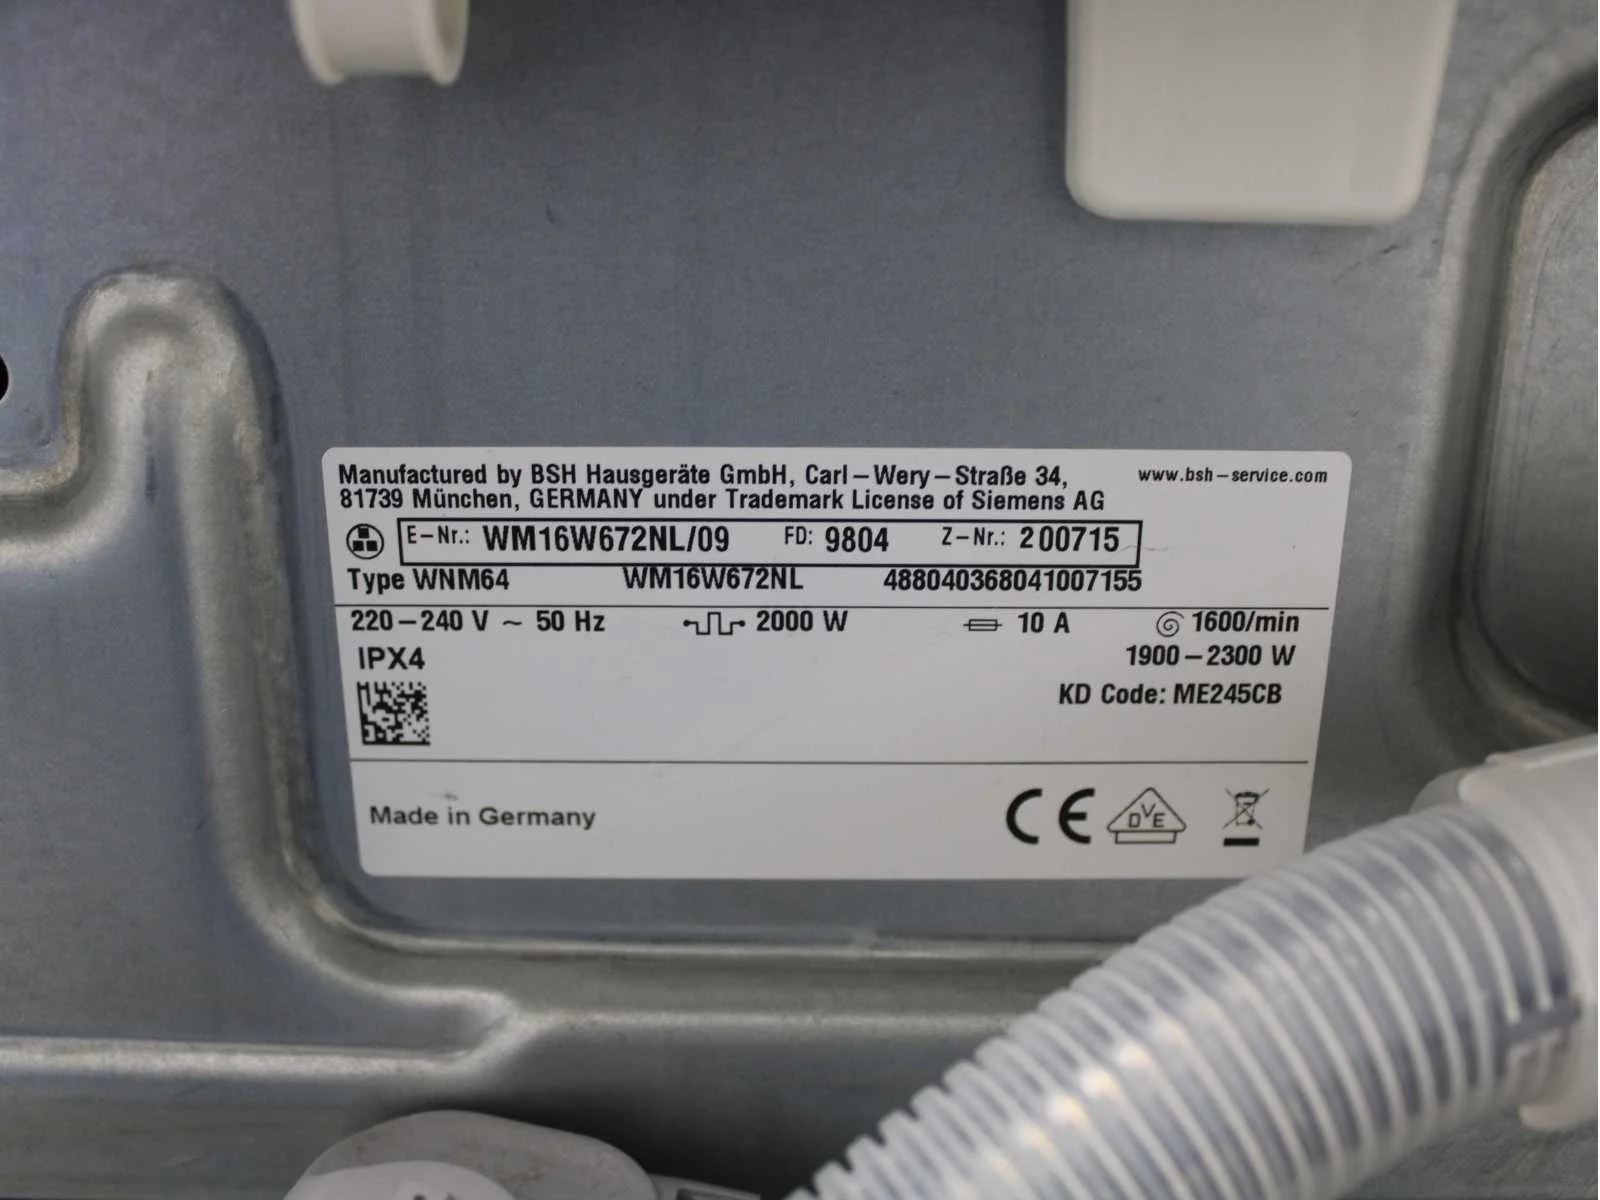 Manufactured by BSH Hausgeräte GmbH, Carl-Wery-Straße 34, www.bsh-service.com
81739 München, GERMANY under Trademark License of Siemens AG
E-Nr.: WM16W672NL/09 FD: 9804 Z-Nr.: 200715
Type WNM64 WM16W672NL 488040368041007155
220-240 V ~ 50 Hz 2000 W 10 A 1600/min
IPX4 1900-2300 W
KD Code: ME245CB
Made in Germany CE DVE